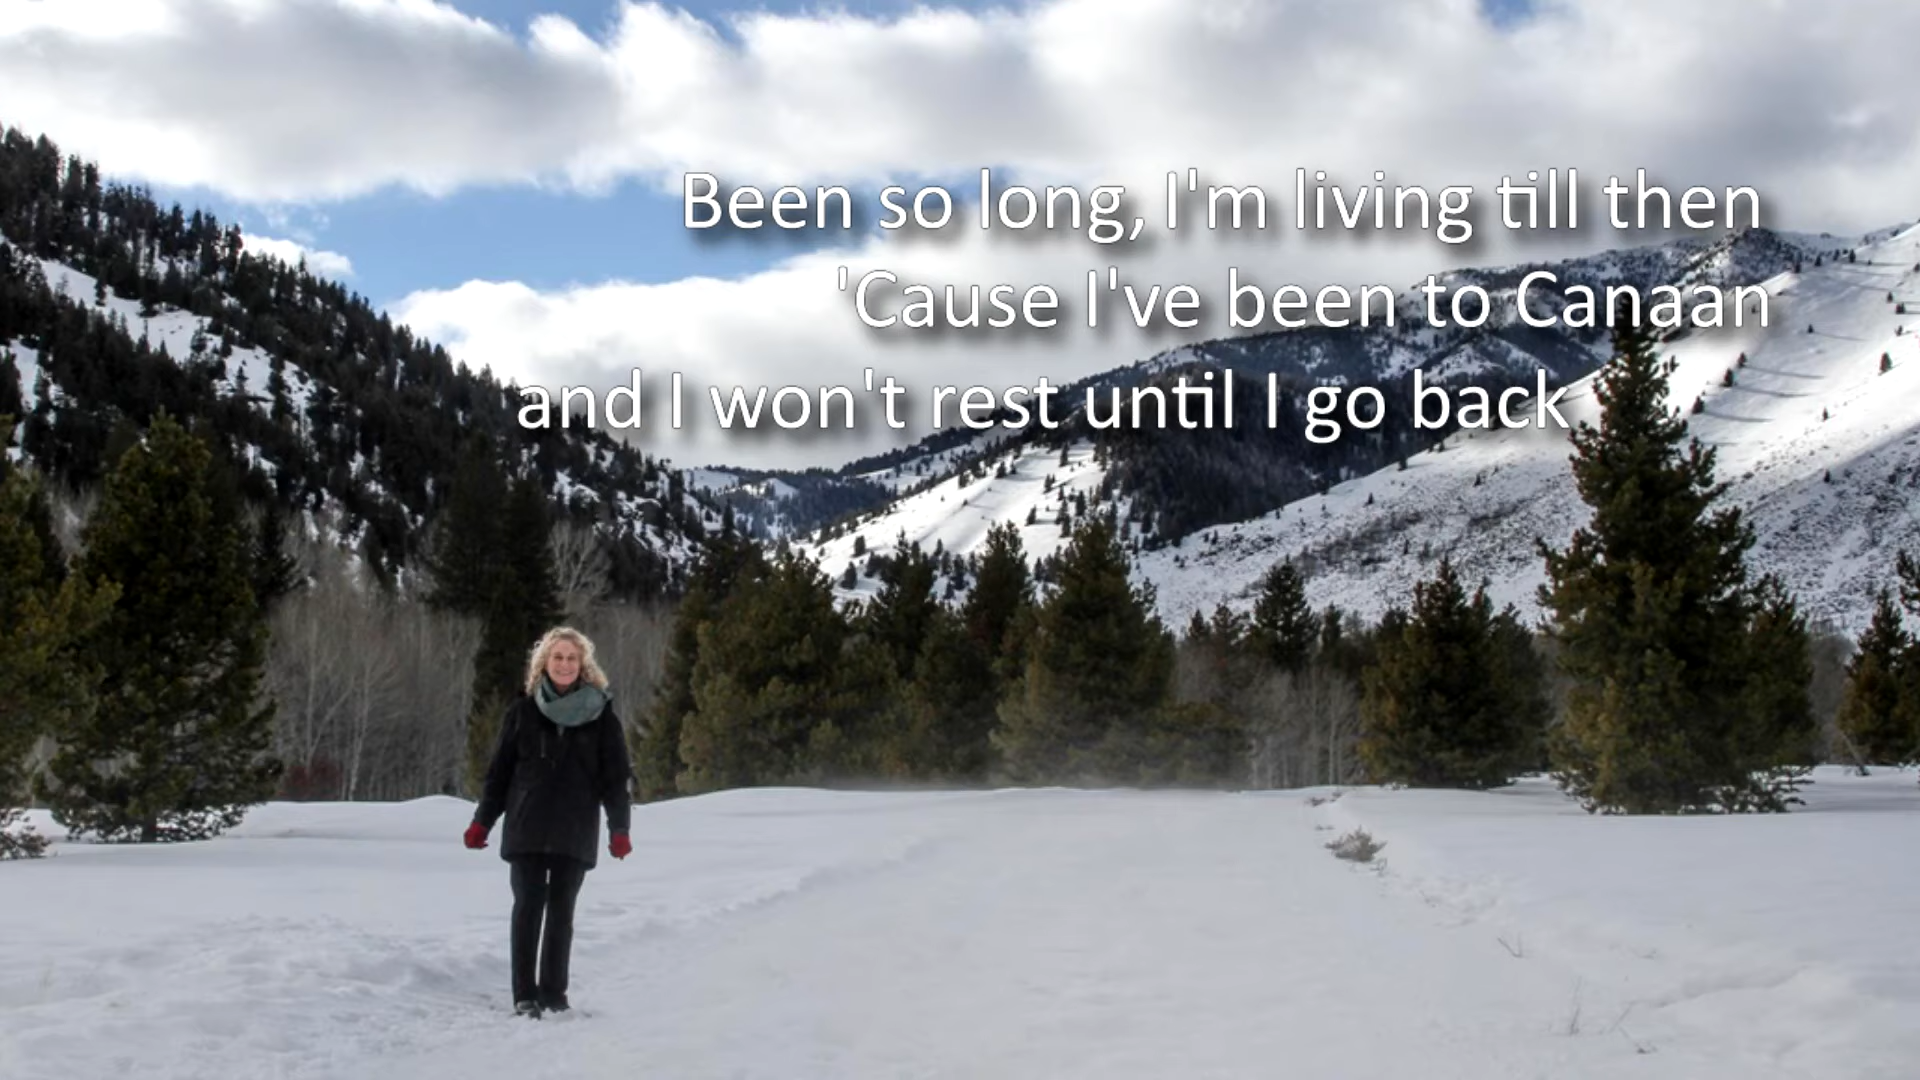 Been so long, I'm living till then
'Cause I've been to Canaan
and I won't rest until I go back